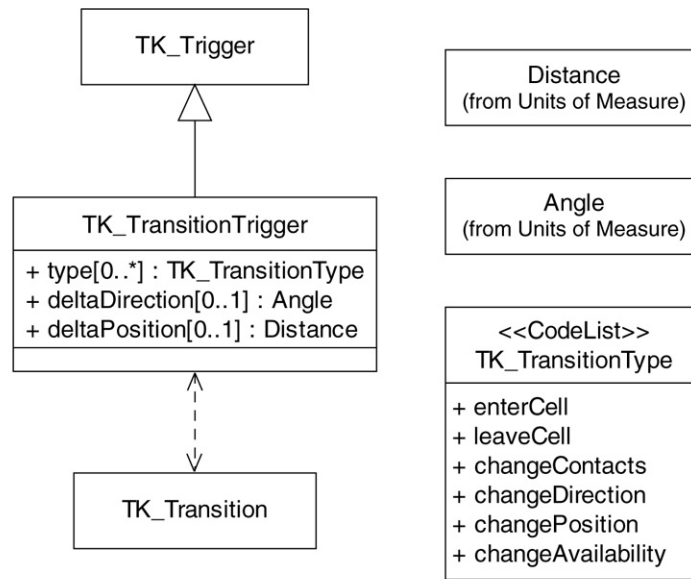 TK_Trigger
TK_TransitionTrigger
+ type[0..*] : TK_TransitionType
+ deltaDirection[0..1] : Angle
+ deltaPosition[0..1] : Distance
TK_Transition
Distance
(from Units of Measure)
Angle
(from Units of Measure)
<<CodeList>>
TK_TransitionType
+ enterCell
+ leaveCell
+ changeContacts
+ changeDirection
+ changePosition
+ changeAvailability